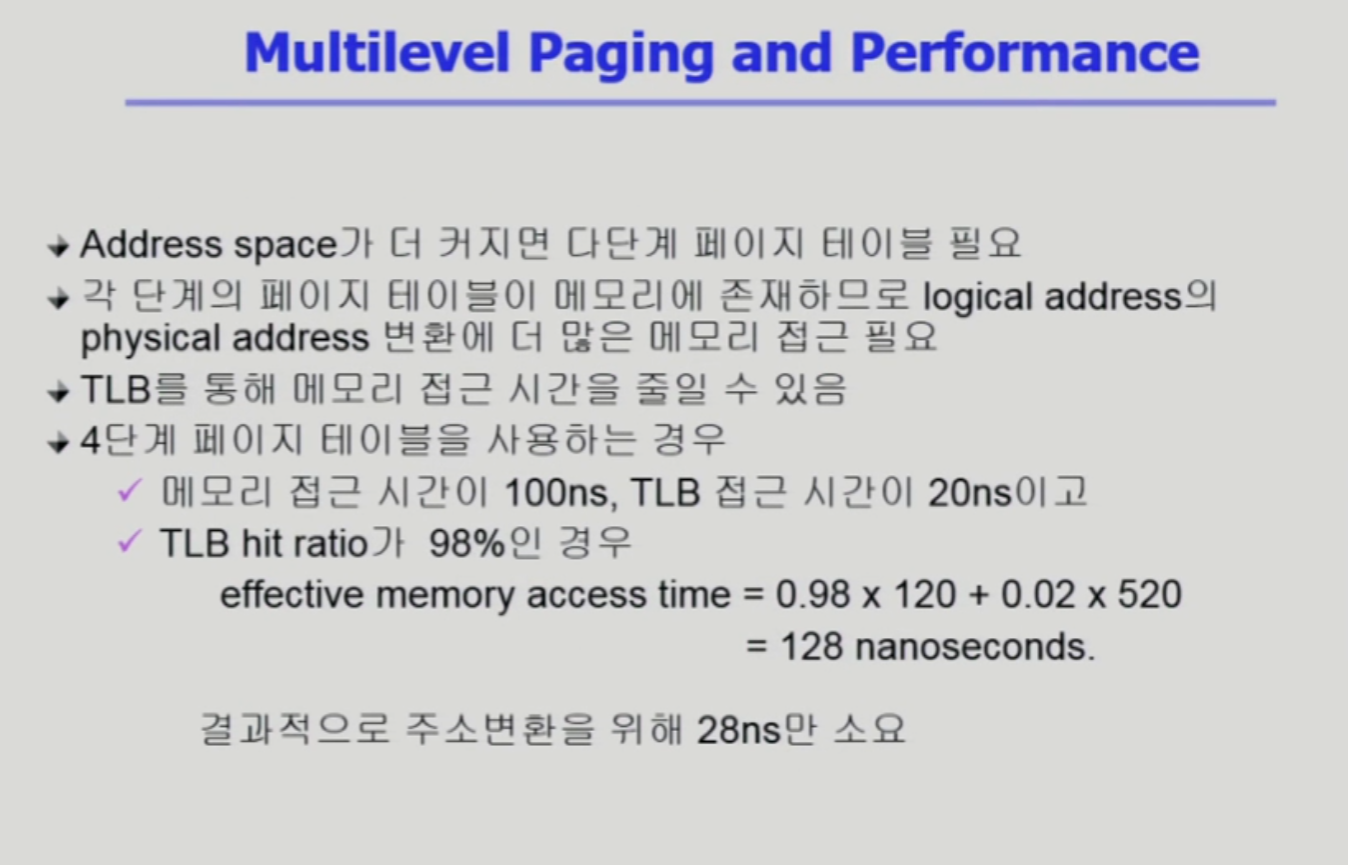 Multilevel Paging and Performance
Address space가 더 커지면 다단계 페이지 테이블 필요
각 단계의 페이지 테이블이 메모리에 존재하므로 logical address의
physical address 변환에 더 많은 메모리 접근 필요
TLB를 통해 메모리 접근 시간을 줄일 수 있음
4단계 페이지 테이블을 사용하는 경우
✓ 메모리 접근 시간이 100ns, TLB 접근 시간이 20ns이고
✓ TLB hit ratio가 98%인 경우
effective memory access time = 0.98 x 120 + 0.02 x 520
= 128 nanoseconds.
결과적으로 주소변환을 위해 28ns만 소요